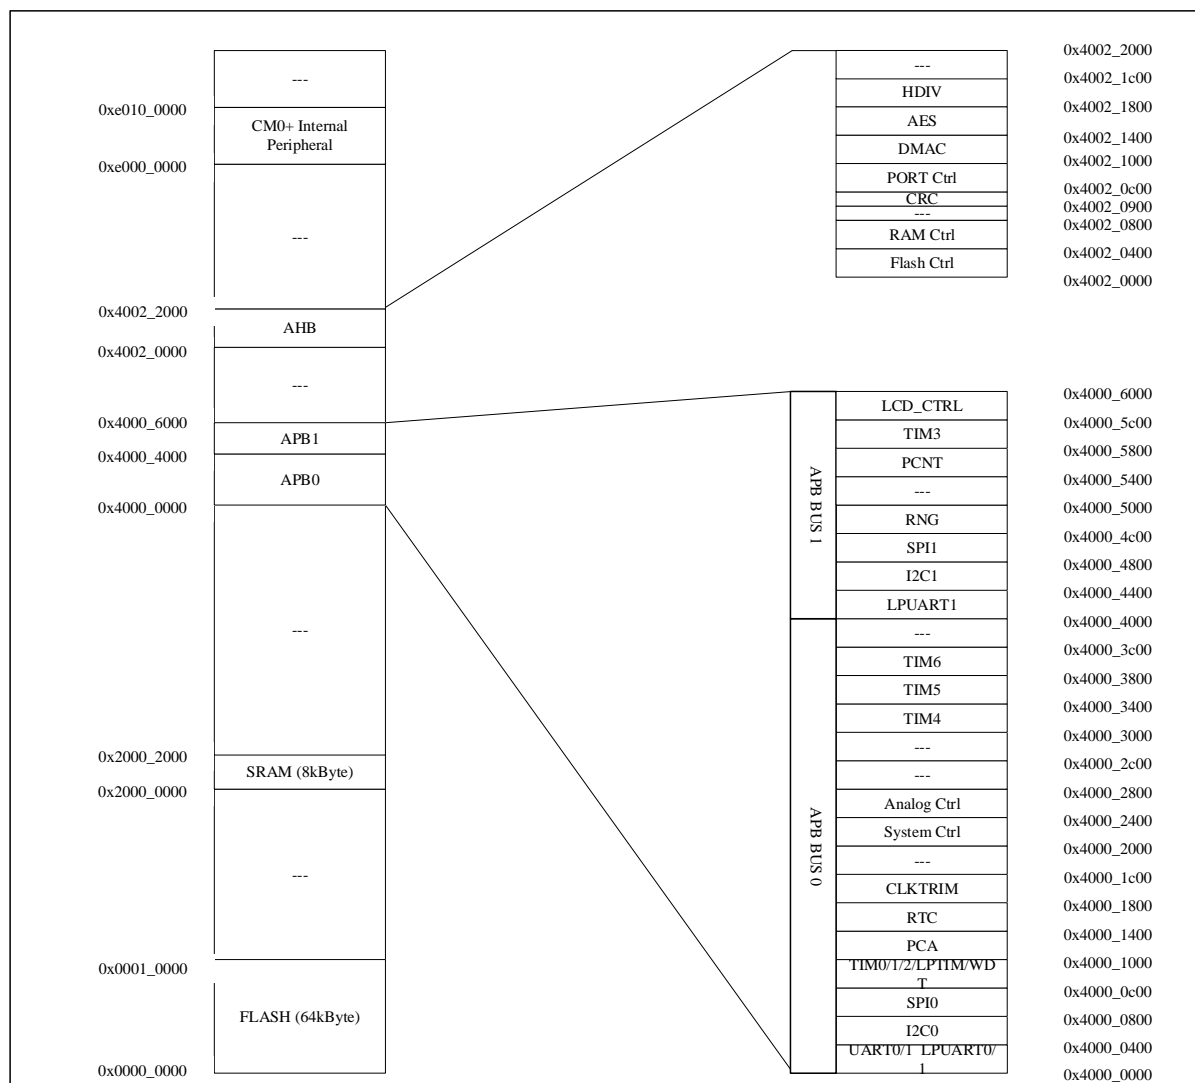 ---
0xe010_0000
CM0+ Internal
Peripheral
0xe000_0000
---
0x4002_2000
AHB
0x4002_0000
---
0x4000_6000
APB1
0x4000_4000
APB0
0x4000_0000
---
0x2000_2000
SRAM (8kByte)
0x2000_0000
---
0x0001_0000
FLASH (64kByte)
0x0000_0000
0x4002_2000
---
0x4002_1c00
HDIV
0x4002_1800
AES
0x4002_1400
DMAC
0x4002_1000
PORT Ctrl
0x4002_0c00
CRC
0x4002_0900
---
0x4002_0800
RAM Ctrl
0x4002_0400
Flash Ctrl
0x4002_0000
APB BUS 1
0x4000_6000
LCD_CTRL
0x4000_5c00
TIM3
0x4000_5800
PCNT
0x4000_5400
---
0x4000_5000
RNG
0x4000_4c00
SPI1
0x4000_4800
I2C1
0x4000_4400
LPUART1
0x4000_4000
APB BUS 0
---
0x4000_3c00
TIM6
0x4000_3800
TIM5
0x4000_3400
TIM4
0x4000_3000
---
0x4000_2c00
---
0x4000_2800
Analog Ctrl
0x4000_2400
System Ctrl
0x4000_2000
---
0x4000_1c00
CLKTRIM
0x4000_1800
RTC
0x4000_1400
PCA
0x4000_1000
TIM0/1/2/LPTIM/WD
T
0x4000_0c00
SPI0
0x4000_0800
I2C0
0x4000_0400
UART0/1 LPUART0/
1
0x4000_0000